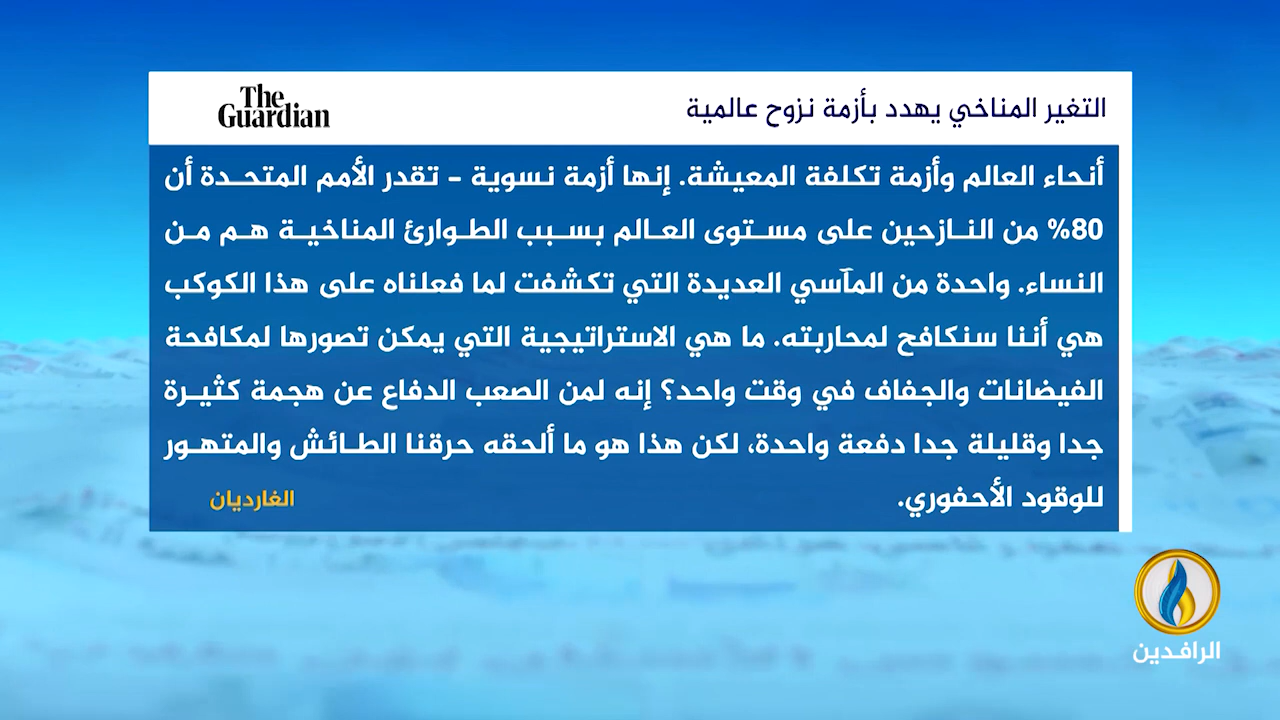 The
Guardian
التغير المناخي يهدد بأزمة نزوح عالمية
أنحاء العالم وأزمة تكلفة المعيشة. إنها أزمة نسوية - تقدر الأمم المتحدة أن
80% من النازحين على مستوى العالم بسبب الطوارئ المناخية هم من
النساء. واحدة من المآسي العديدة التي تكشفت لما فعلناه على هذا الكوكب
هي أننا سنكافح لمحاربته. ما هي الاستراتيجية التي يمكن تصورها لمكافحة
الفيضانات والجفاف في وقت واحد؟ إنه لمن الصعب الدفاع عن هجمة كثيرة
جدا وقليلة جدا دفعة واحدة، لكن هذا هو ما ألحقه حرقنا الطائش والمتهور
للوقود الأحفوري.
الغارديان
الرافدين